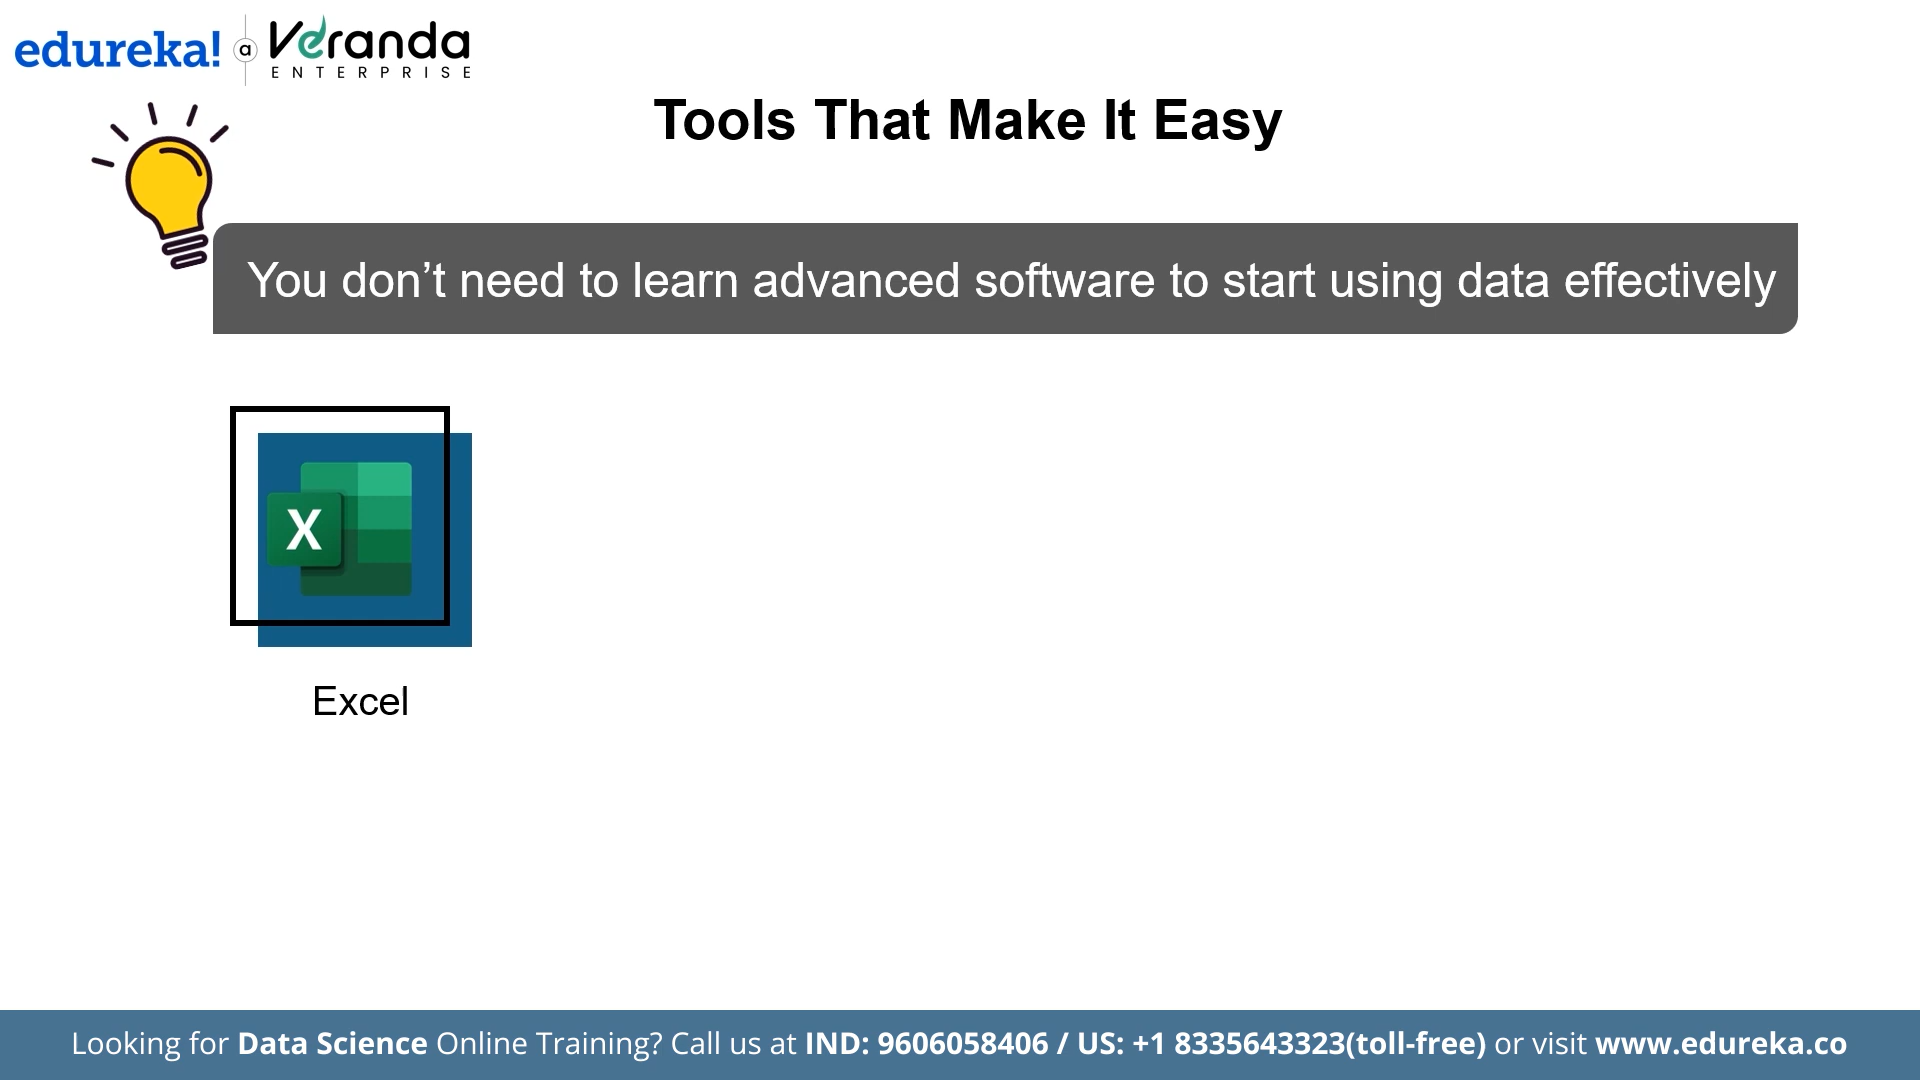 edureka! a Veranda
ENTERPRISE
Tools That Make It Easy
You don’t need to learn advanced software to start using data effectively
X
Excel
Looking for Data Science Online Training? Call us at IND: 9606058406 / US: +1 8335643323(toll-free) or visit www.edureka.co